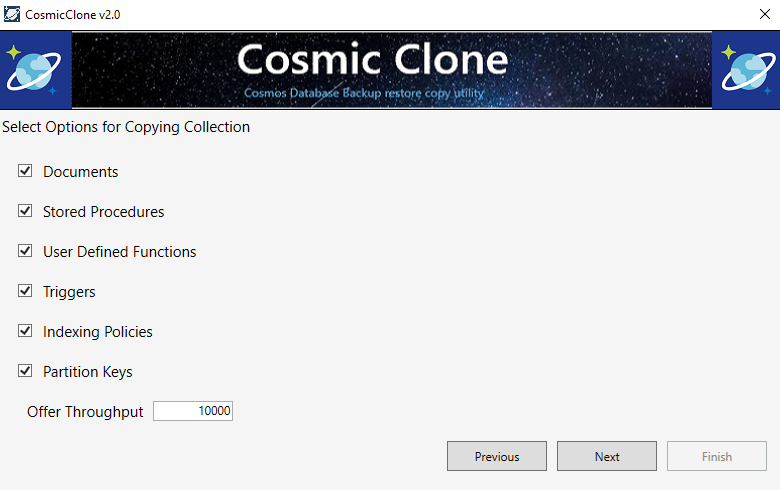 CosmicClone v2.0
Cosmic Clone
Cosmos Database Backup restore copy utility
Select Options for Copying Collection
Documents
Stored Procedures
User Defined Functions
Triggers
Indexing Policies
Partition Keys
Offer Throughput 10000
Previous Next Finish